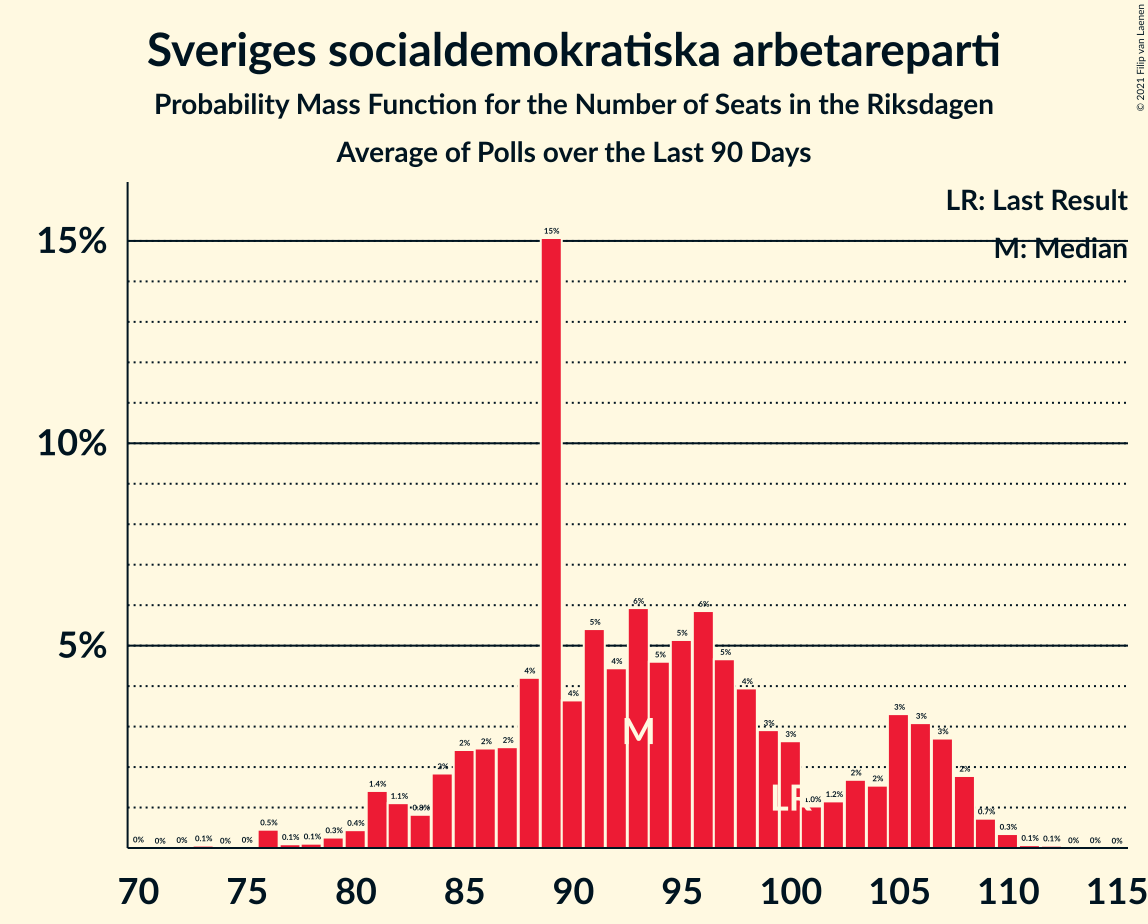 Sveriges socialdemokratiska arbetareparti
Probability Mass Function for the Number of Seats in the Riksdagen
Average of Polls over the Last 90 Days
© 2021 Filip van Laenen
LR: Last Result
M: Median
15%
10%
5%
0% 0% 0% 0.1% 0% 0% 0.5% 0.1% 0.1% 0.3% 0.4% 1.4% 1.1% 0.8% 2% 2% 2% 2% 4% 15% 4% 5% 4% 6% 5% 5% 6% 5% 4% 3% 3% 1.0% 1.2% 2% 2% 3% 3% 3% 2% 0.7% 0.3% 0.1% 0.1% 0% 0% 0%
M
LR
70 75 80 85 90 95 100 105 110 115